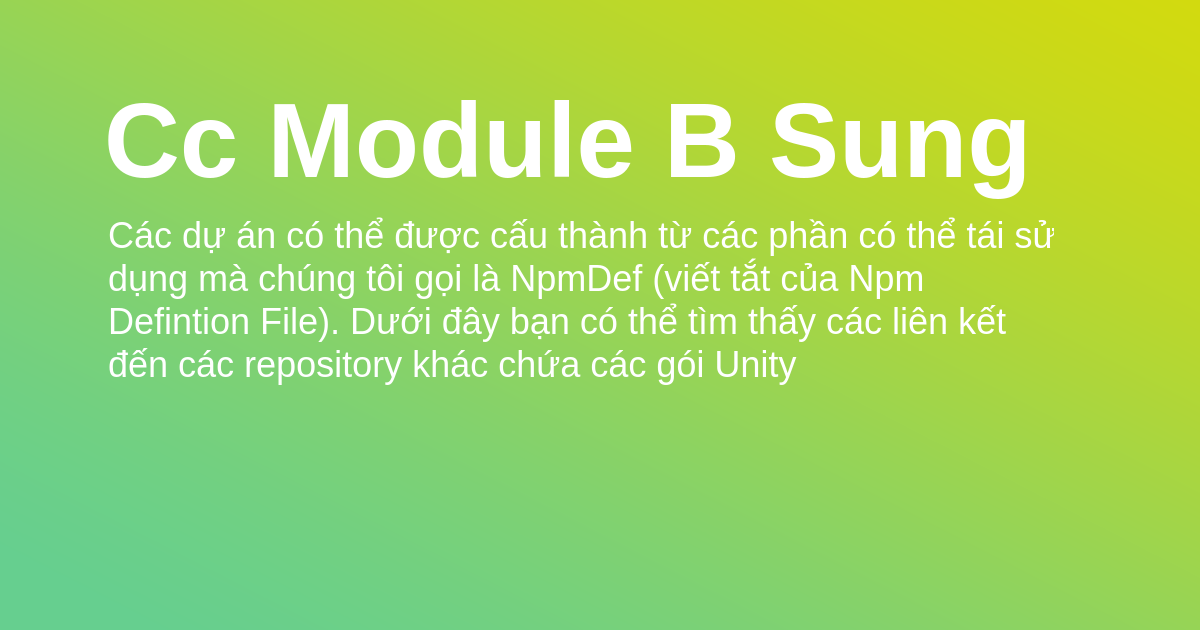 Cc Module B Sung
Các dự án có thể được cấu thành từ các phần có thể tái sử
dụng mà chúng tôi gọi là NpmDef (viết tắt của Npm
Defintion File). Dưới đây bạn có thể tìm thấy các liên kết
đến các repository khác chứa các gói Unity